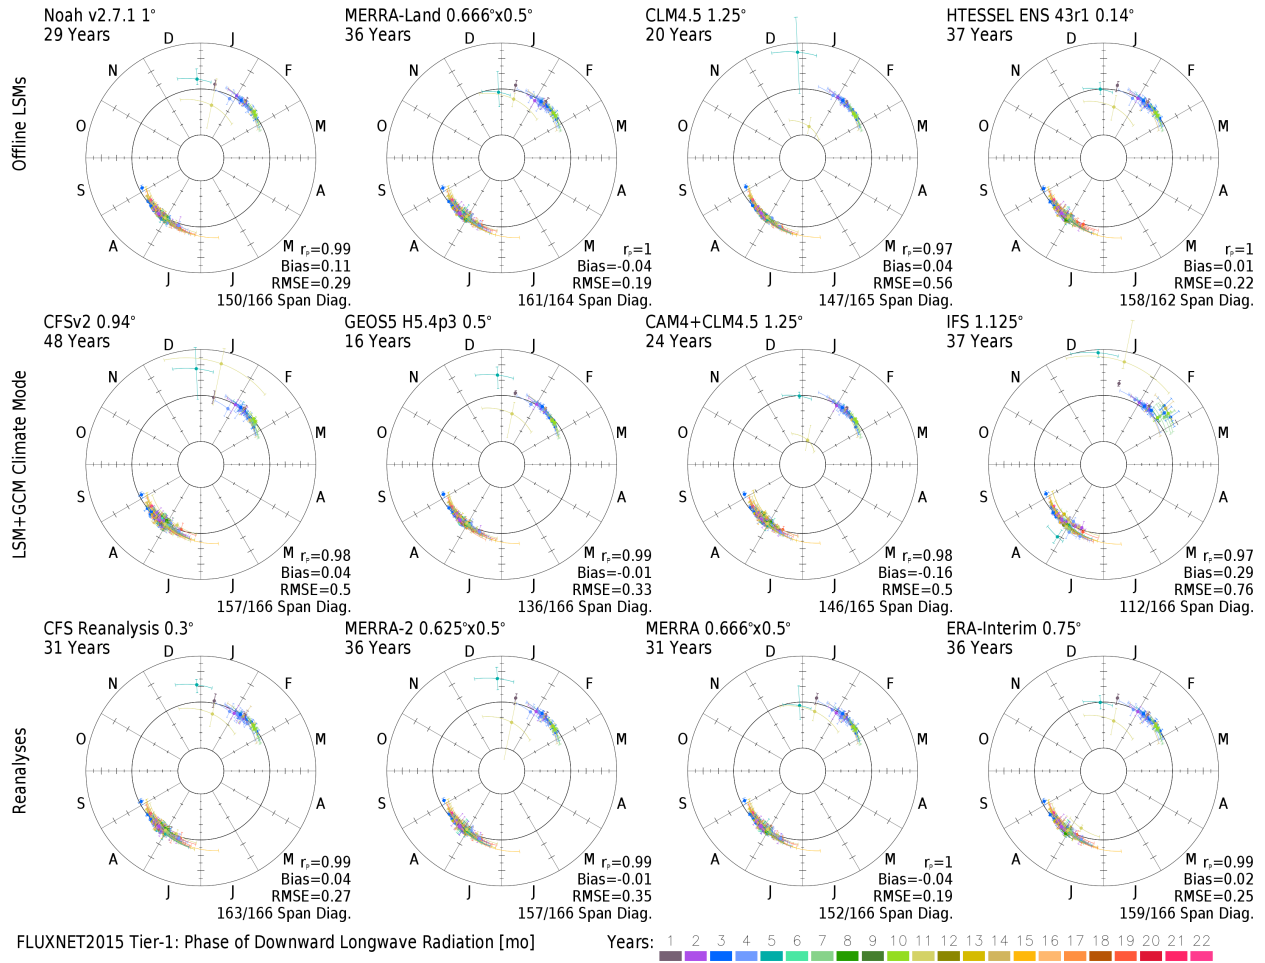 Noah v2.7.1 1°
29 Years
MERRA-Land 0.666°x0.5°
36 Years
CLM4.5 1.25°
20 Years
HTESSEL ENS 43r1 0.14°
37 Years
Offline LSMs
D J F M A M J J A S O N
rₚ=0.99
Bias=0.11
RMSE=0.29
150/166 Span Diag.
D J F M A M J J A S O N
rₚ=1
Bias=-0.04
RMSE=0.19
161/164 Span Diag.
D J F M A M J J A S O N
rₚ=0.97
Bias=0.04
RMSE=0.56
147/165 Span Diag.
D J F M A M J J A S O N
rₚ=1
Bias=0.01
RMSE=0.22
158/162 Span Diag.
CFSv2 0.94°
48 Years
GEOS5 H5.4p3 0.5°
16 Years
CAM4+CLM4.5 1.25°
24 Years
IFS 1.125°
37 Years
LSM+GCM Climate Mode
D J F M A M J J A S O N
rₚ=0.98
Bias=0.04
RMSE=0.5
157/166 Span Diag.
D J F M A M J J A S O N
rₚ=0.99
Bias=-0.01
RMSE=0.33
136/166 Span Diag.
D J F M A M J J A S O N
rₚ=0.98
Bias=-0.16
RMSE=0.5
146/165 Span Diag.
D J F M A M J J A S O N
rₚ=0.97
Bias=0.29
RMSE=0.76
112/166 Span Diag.
CFS Reanalysis 0.3°
31 Years
MERRA-2 0.625°x0.5°
36 Years
MERRA 0.666°x0.5°
31 Years
ERA-Interim 0.75°
36 Years
Reanalyses
D J F M A M J J A S O N
rₚ=0.99
Bias=0.04
RMSE=0.27
163/166 Span Diag.
D J F M A M J J A S O N
rₚ=0.99
Bias=-0.01
RMSE=0.35
157/166 Span Diag.
D J F M A M J J A S O N
rₚ=1
Bias=-0.04
RMSE=0.19
152/166 Span Diag.
D J F M A M J J A S O N
rₚ=0.99
Bias=0.02
RMSE=0.25
159/166 Span Diag.
FLUXNET2015 Tier-1: Phase of Downward Longwave Radiation [mo]
Years: 1 2 3 4 5 6 7 8 9 10 11 12 13 14 15 16 17 18 19 20 21 22